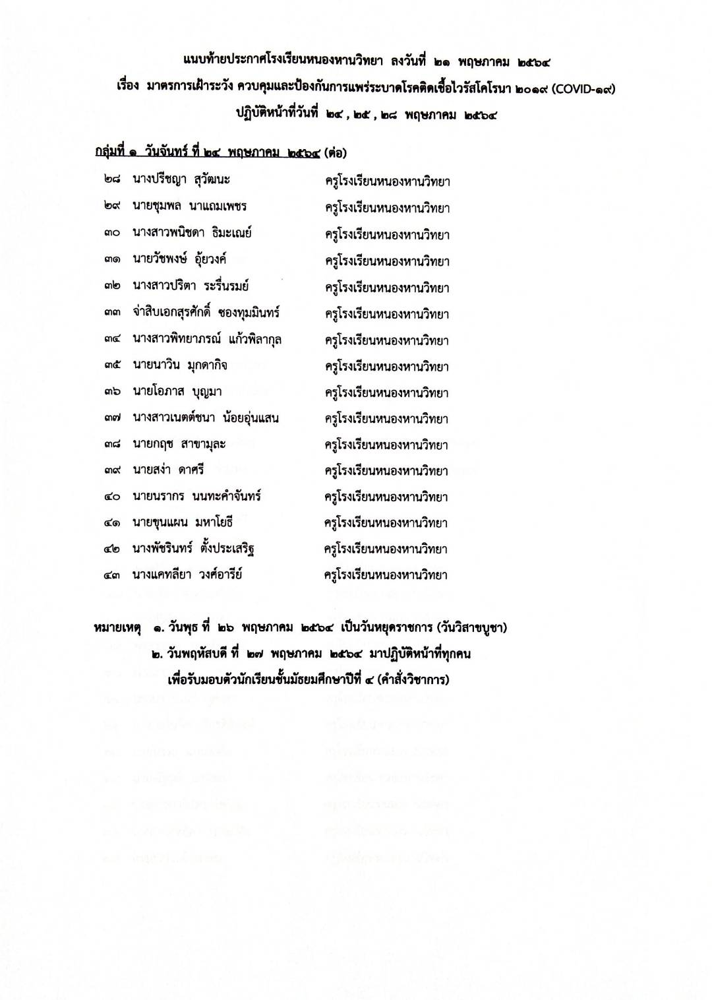 แนบท้ายประกาศโรงเรียนหนองหานวิทยา ลงวันที่ ๒๑ พฤษภาคม ๒๕๖๔
เรื่อง มาตรการเฝ้าระวัง ควบคุมและป้องกันการแพร่ระบาดโรคติดเชื้อไวรัสโคโรนา ๒๐๑๙ (COVID-๑๙)
ปฏิบัติหน้าที่วันที่ ๒๔ , ๒๕ , ๒๘ พฤษภาคม ๒๕๖๔
กลุ่มที่ ๑ วันจันทร์ ที่ ๒๔ พฤษภาคม ๒๕๖๔ (ต่อ)
๒๘ นางปรีชญา สุวัฒนะ ครูโรงเรียนหนองหานวิทยา
๒๙ นายชุมพล นาแถมเพชร ครูโรงเรียนหนองหานวิทยา
๓๐ นางสาวพนิชดา ธิมะเณย์ ครูโรงเรียนหนองหานวิทยา
๓๑ นายวัชพงษ์ อุ้ยวงค์ ครูโรงเรียนหนองหานวิทยา
๓๒ นางสาวปริตา ระรื่นรมย์ ครูโรงเรียนหนองหานวิทยา
๓๓ จ่าสิบเอกสุรศักดิ์ ซองทุมมินทร์ ครูโรงเรียนหนองหานวิทยา
๓๔ นางสาวพิทยาภรณ์ แก้วพิลากุล ครูโรงเรียนหนองหานวิทยา
๓๕ นายนาวิน มุกดากิจ ครูโรงเรียนหนองหานวิทยา
๓๖ นายโอภาส บุญมา ครูโรงเรียนหนองหานวิทยา
๓๗ นางสาวเนตต์ชนา น้อยอุ่นแสน ครูโรงเรียนหนองหานวิทยา
๓๘ นายกฤช สาขามุละ ครูโรงเรียนหนองหานวิทยา
๓๙ นายสง่า ดาศรี ครูโรงเรียนหนองหานวิทยา
๔๐ นายนรากร นนทะคำจันทร์ ครูโรงเรียนหนองหานวิทยา
๔๑ นายขุนแผน มหาโยธี ครูโรงเรียนหนองหานวิทยา
๔๒ นางพัชรินทร์ ตั้งประเสริฐ ครูโรงเรียนหนองหานวิทยา
๔๓ นางแคทลียา วงศ์อารีย์ ครูโรงเรียนหนองหานวิทยา
หมายเหตุ ๑. วันพุธ ที่ ๒๖ พฤษภาคม ๒๕๖๔ เป็นวันหยุดราชการ (วันวิสาขบูชา)
๒. วันพฤหัสบดี ที่ ๒๗ พฤษภาคม ๒๕๖๔ มาปฏิบัติหน้าที่ทุกคน
เพื่อรับมอบตัวนักเรียนชั้นมัธยมศึกษาปีที่ ๔ (คำสั่งวิชาการ)